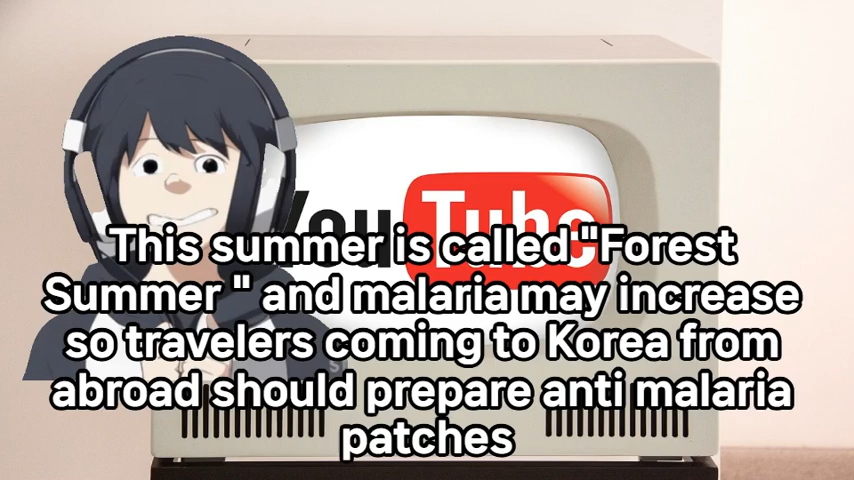 YouTube
This summer is called "Forest
Summer " and malaria may increase
so travelers coming to Korea from
abroad should prepare anti malaria
patches